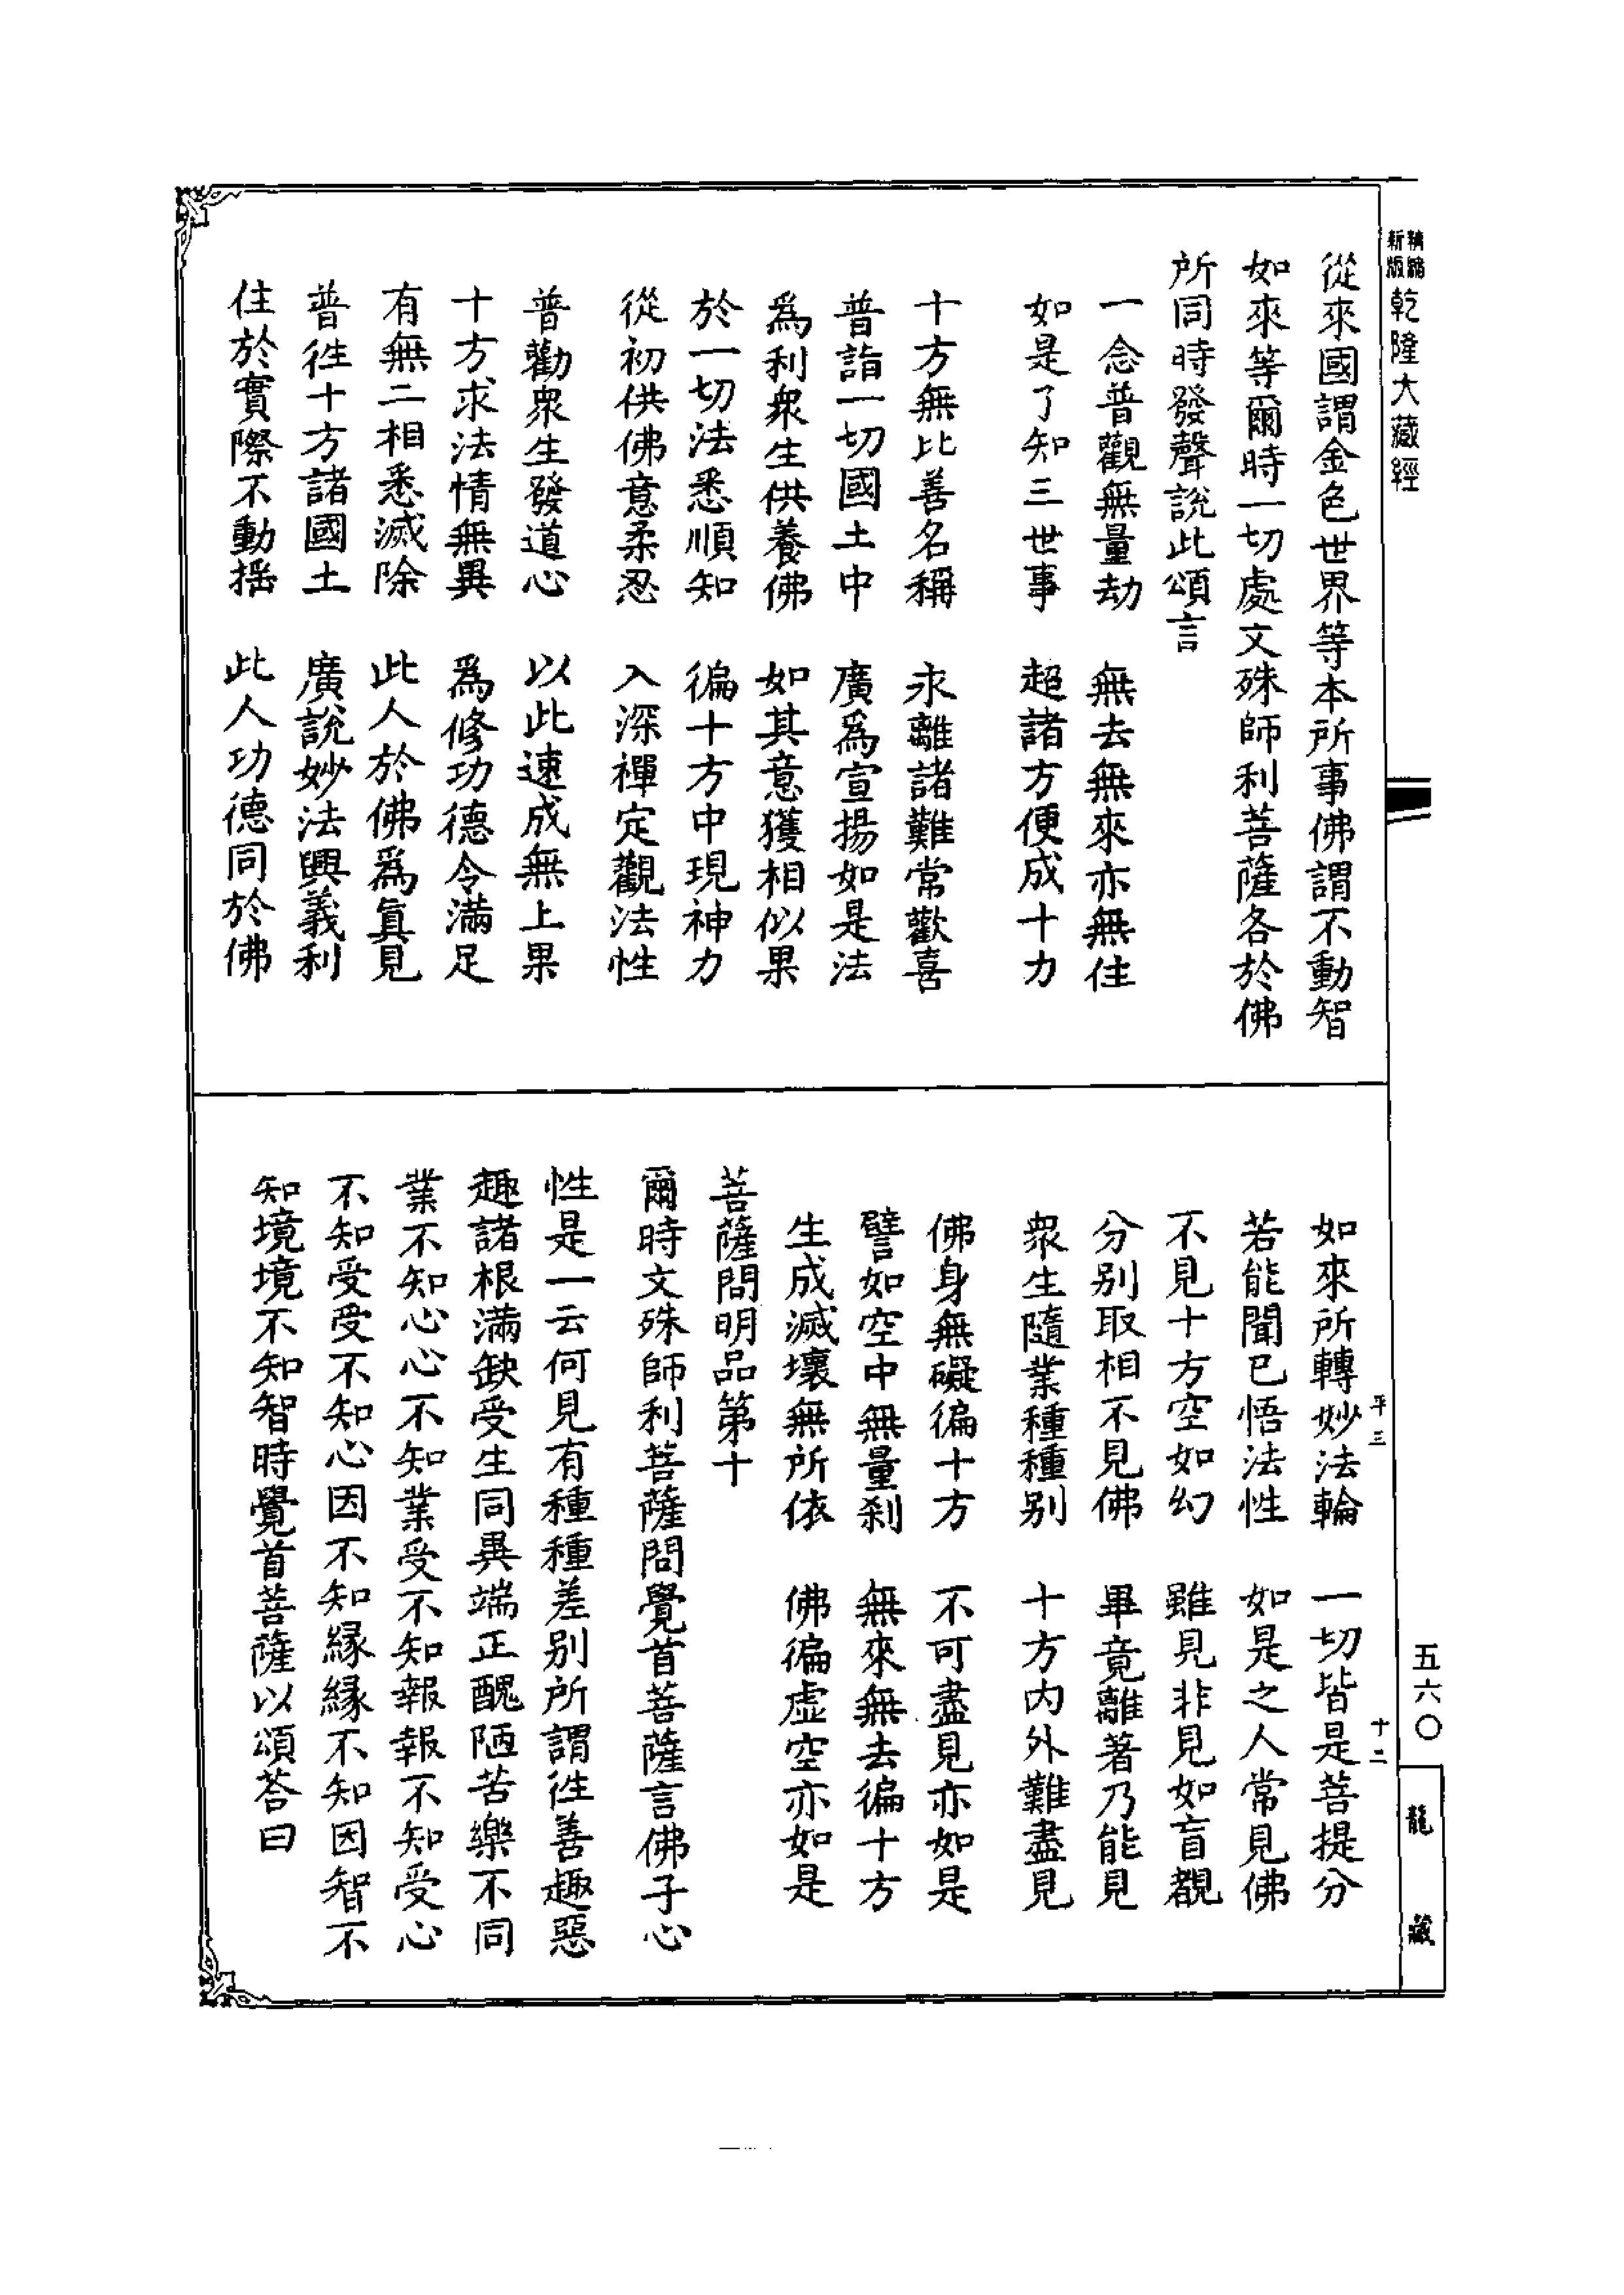 精縮
新版
乾隆大藏經
從來國謂金色世界等本所事佛謂不動智
如來等爾時一切處文殊師利菩薩各於佛
所同時發聲說此頌言
一念普觀無量劫　無去無來亦無住
如是了知三世事　超諸方便成十力
十方無比善名稱　永離諸難常歡喜
普詣一切國土中　廣爲宣揚如是法
爲利衆生供養佛　如其意獲相似果
於一切法悉順知　徧十方中現神力
從初供佛意柔忍　入深禪定觀法性
普勸衆生發道心　以此速成無上果
十方求法情無異　爲修功德令滿足
有無二相悉滅除　此人於佛爲眞見
普徃十方諸國土　廣說妙法興義利
住於實際不動搖　此人功德同於佛
如來所轉妙法輪　一切皆是菩提分
若能聞已悟法性　如是之人常見佛
不見十方空如幻　雖見非見如盲覩
分別取相不見佛　畢竟離著乃能見
衆生隨業種種別　十方內外難盡見
佛身無礙徧十方　不可盡見亦如是
譬如空中無量刹　無來無去徧十方
生成滅壞無所依　佛徧虛空亦如是
菩薩問明品第十
爾時文殊師利菩薩問覺首菩薩言佛子心
性是一云何見有種種差別所謂徃善趣惡
趣諸根滿缺受生同異端正醜陋苦樂不同
業不知心心不知業受不知報報不知受心
不知受受不知心因不知緣緣不知因智不
知境境不知智時覺首菩薩以頌荅曰
平三
十二
五六〇
龍藏